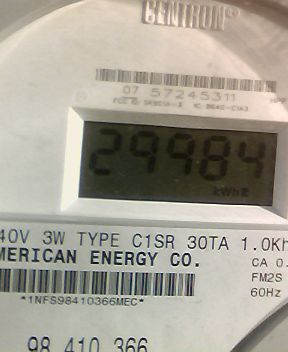 CENTRON®
07 57245311
29984
kWh
40V 3W TYPE C1SR 30TA 1.0Kh
MERICAN ENERGY CO.
CA 0.
FM2S
60Hz
*1NFS98410366MEC*
98 410 366